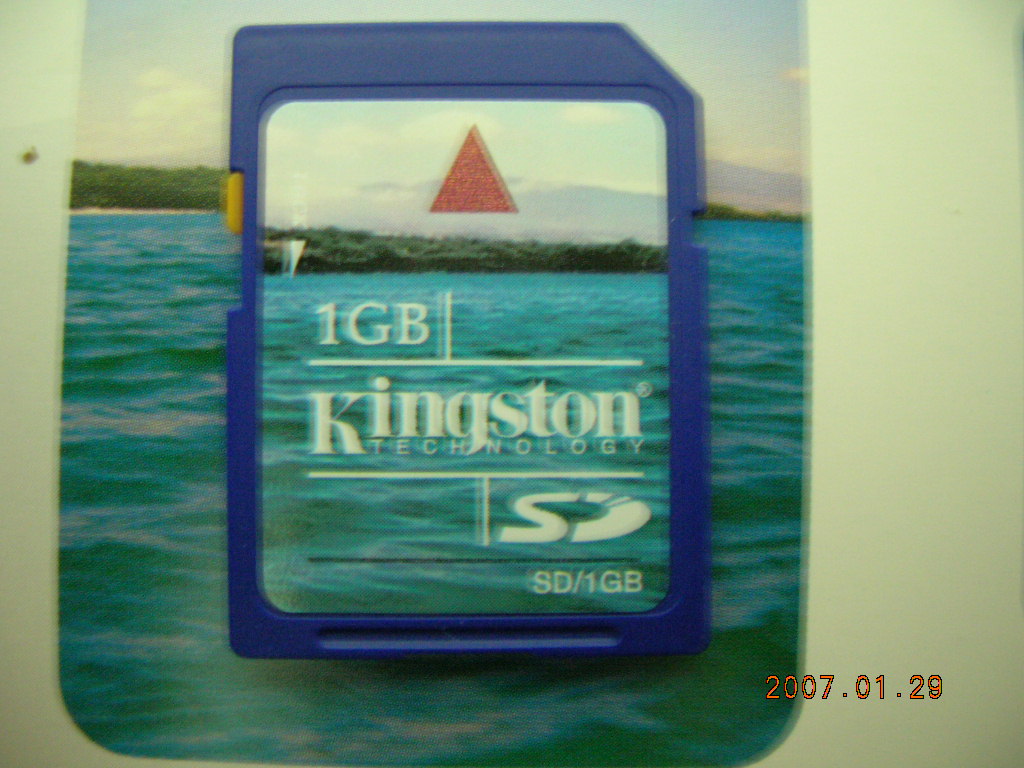 1GB
Kingston®
TECHNOLOGY
SD
SD/1GB
2007.01.29